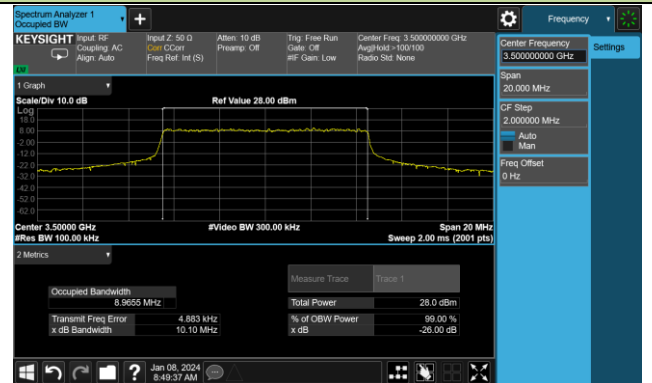 Spectrum Analyzer 1
Occupied BW
Frequency
KEYSIGHT
Input: RF
Coupling: AC
Align: Auto
Input Z: 50 Ω
Corr CCorr
Freq Ref: Int (S)
Atten: 10 dB
Preamp: Off
Trig: Free Run
Gate: Off
#IF Gain: Low
Center Freq: 3.500000000 GHz
Avg|Hold:>100/100
Radio Std: None
Center Frequency
3.500000000 GHz
Settings
Span
20.000 MHz
CF Step
2.000000 MHz
Auto
Man
Freq Offset
0 Hz
1 Graph
Scale/Div 10.0 dB
Ref Value 28.00 dBm
Log
18.0
8.00
-2.00
-12.0
-22.0
-32.0
-42.0
-52.0
-62.0
Center 3.50000 GHz
#Video BW 300.00 kHz
Span 20 MHz
#Res BW 100.00 kHz
Sweep 2.00 ms (2001 pts)
2 Metrics
Measure Trace
Trace 1
Occupied Bandwidth
8.9655 MHz
Total Power
28.0 dBm
Transmit Freq Error
4.883 kHz
% of OBW Power
99.00 %
x dB Bandwidth
10.10 MHz
x dB
-26.00 dB
?
Jan 08, 2024
8:49:37 AM